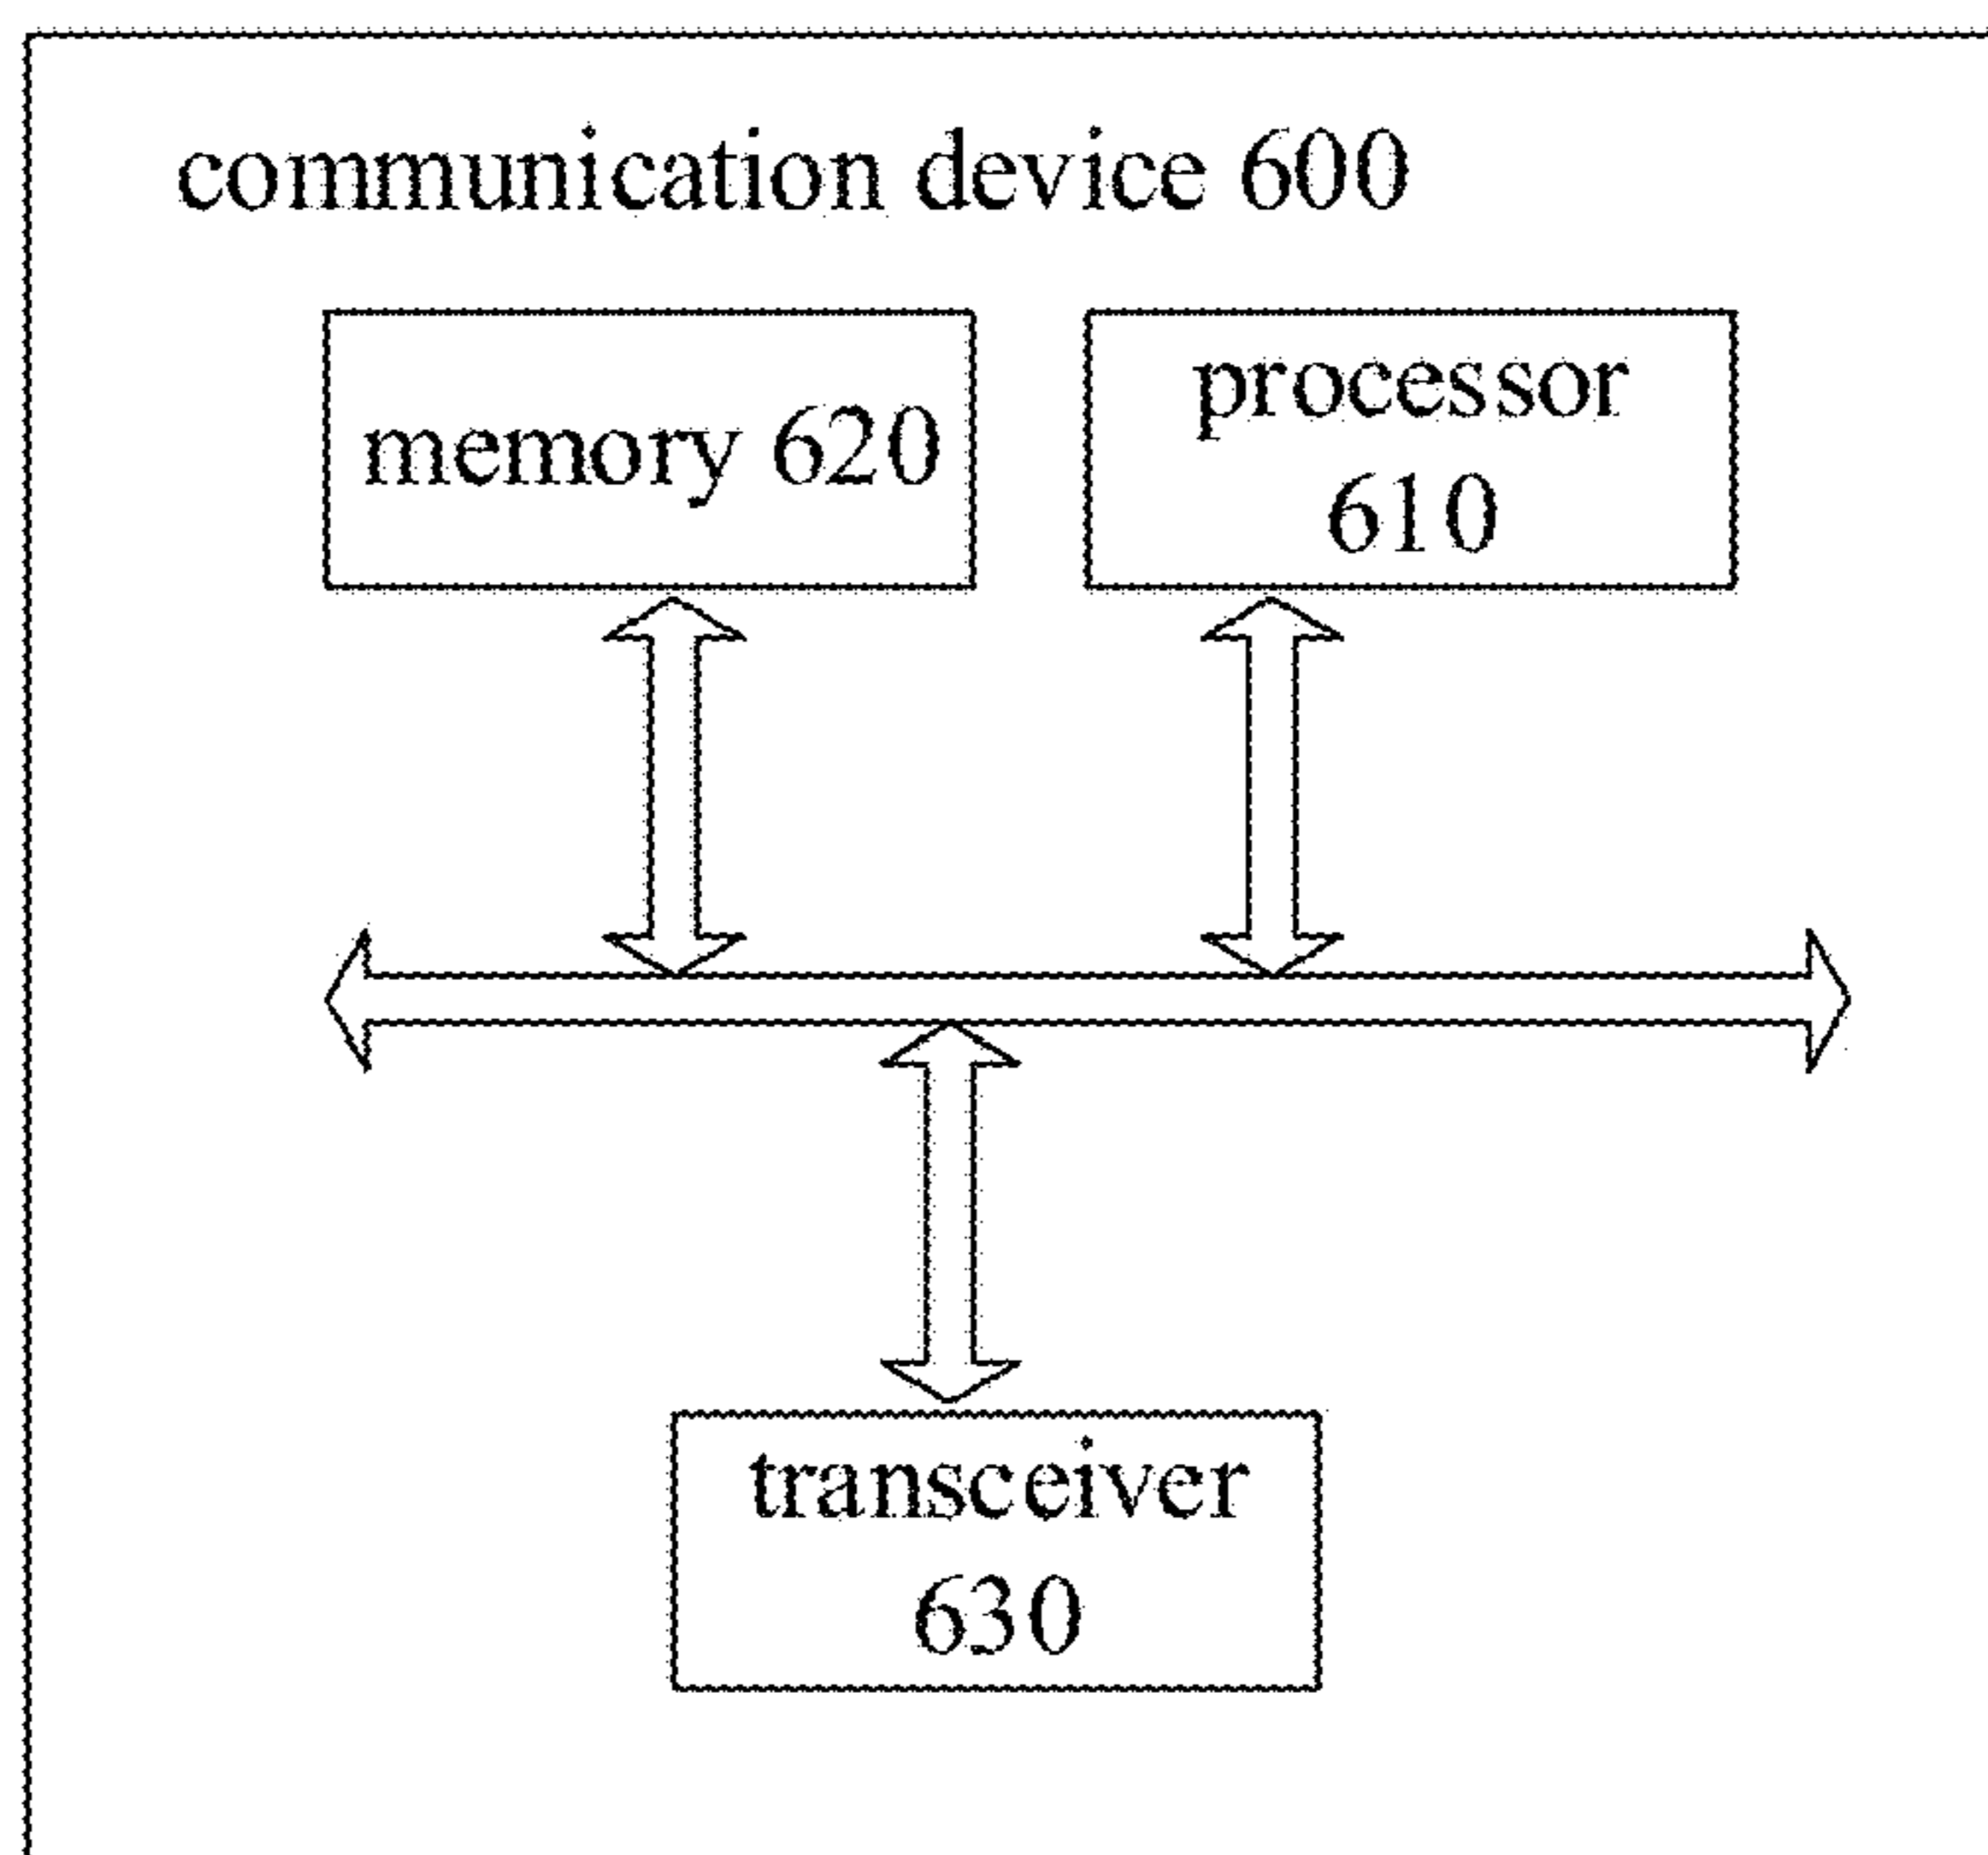 communication device 600
memory 620
processor
610
transceiver
630